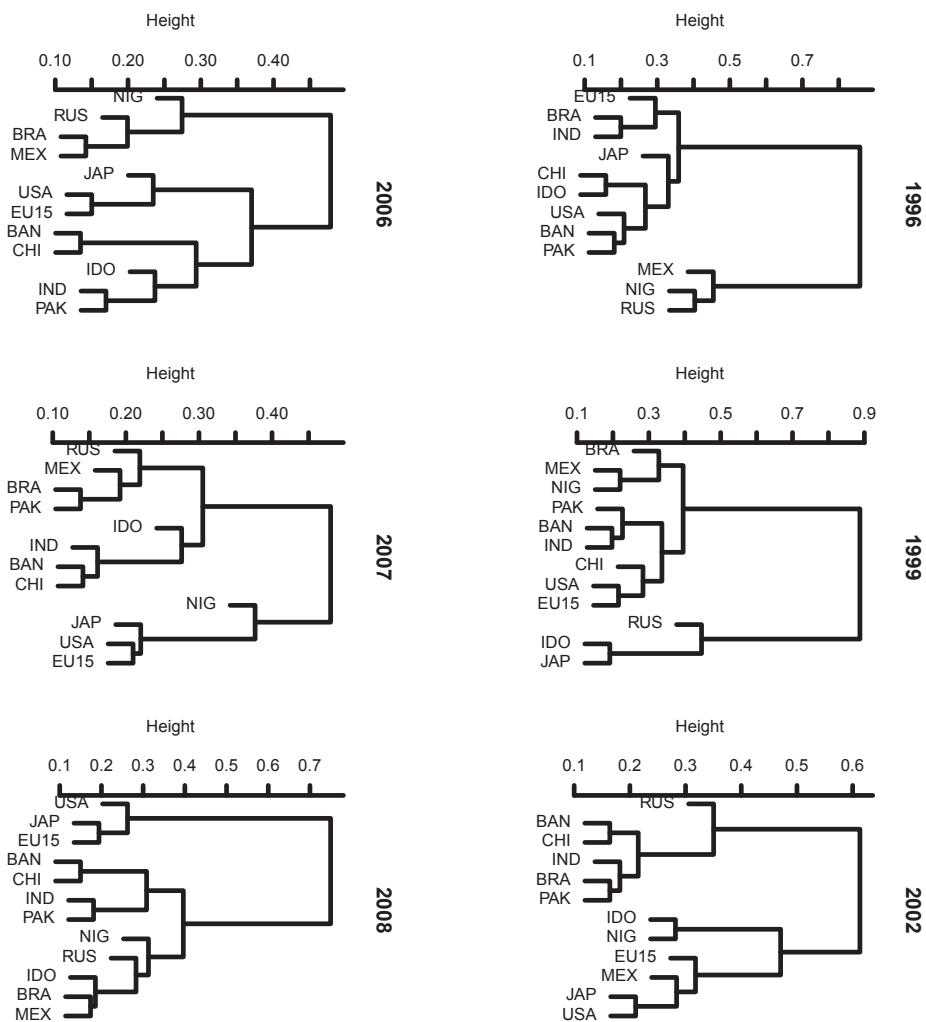 Height
0.10 0.20 0.30 0.40
NIG
RUS
BRA
MEX
JAP
USA
EU15
BAN
CHI
IDO
IND
PAK
2006
Height
0.1 0.3 0.5 0.7
EU15
BRA
IND
JAP
CHI
IDO
USA
BAN
PAK
MEX
NIG
RUS
1996
Height
0.10 0.20 0.30 0.40
RUS
MEX
BRA
PAK
IDO
IND
BAN
CHI
NIG
JAP
USA
EU15
2007
Height
0.1 0.3 0.5 0.7 0.9
BRA
MEX
NIG
PAK
BAN
IND
CHI
USA
EU15
RUS
IDO
JAP
1999
Height
0.1 0.2 0.3 0.4 0.5 0.6 0.7
USA
JAP
EU15
BAN
CHI
IND
PAK
NIG
RUS
IDO
BRA
MEX
2008
Height
0.1 0.2 0.3 0.4 0.5 0.6
RUS
BAN
CHI
IND
BRA
PAK
IDO
NIG
EU15
MEX
JAP
USA
2002